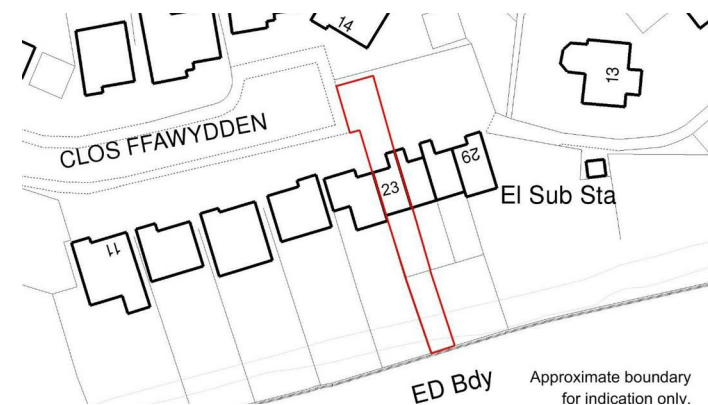 14
13
CLOS FFAWYDDEN
23
29
El Sub Sta
11
ED Bdy
Approximate boundary
for indication only.